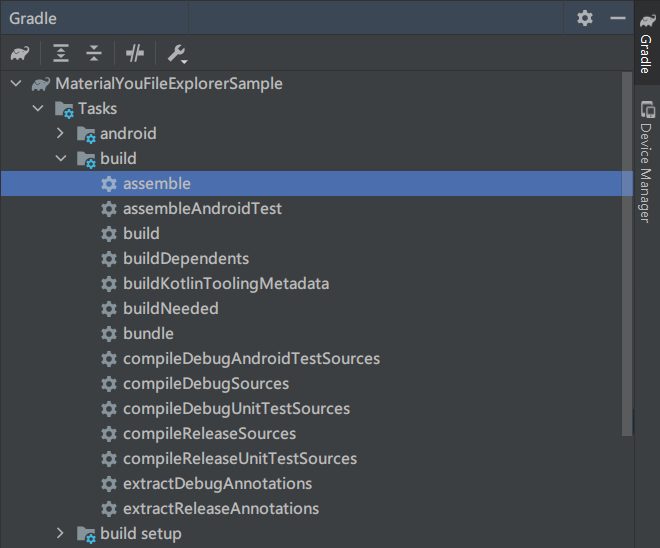 Gradle
MaterialYouFileExplorerSample
Tasks
android
build
assemble
assembleAndroidTest
build
buildDependents
buildKotlinToolingMetadata
buildNeeded
bundle
compileDebugAndroidTestSources
compileDebugSources
compileDebugUnitTestSources
compileReleaseSources
compileReleaseUnitTestSources
extractDebugAnnotations
extractReleaseAnnotations
build setup
Gradle
Device Manager